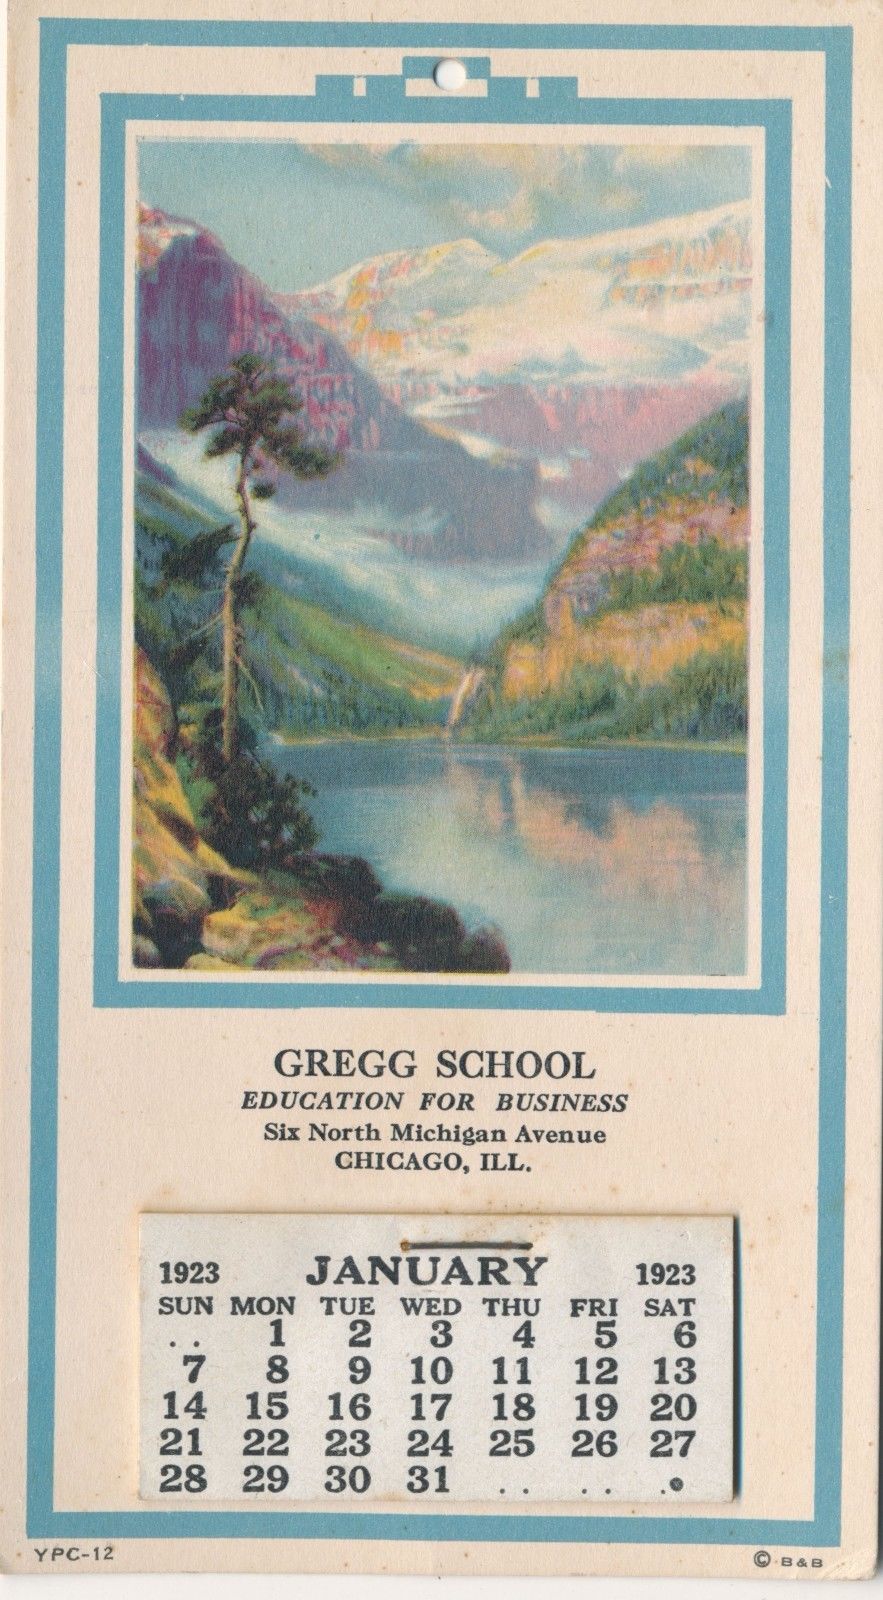 GREGG SCHOOL
EDUCATION FOR BUSINESS
Six North Michigan Avenue
CHICAGO, ILL.
1923 JANUARY 1923
SUN MON TUE WED THU FRI SAT
.. 1 2 3 4 5 6
7 8 9 10 11 12 13
14 15 16 17 18 19 20
21 22 23 24 25 26 27
28 29 30 31 .. .. ..
YPC-12
© B & B